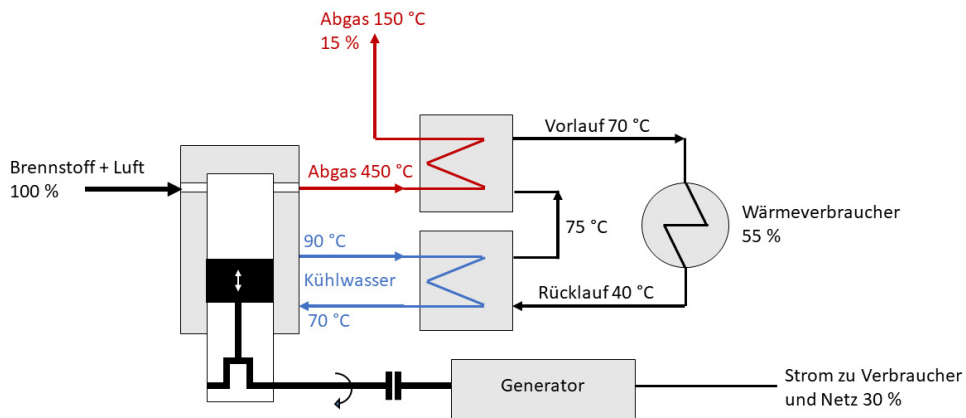 Abgas 150 °C
15 %
Vorlauf 70 °C
Brennstoff + Luft
100 %
Abgas 450 °C
Wärmeverbraucher
55 %
75 °C
90 °C
Kühlwasser
70 °C
Rücklauf 40 °C
Generator
Strom zu Verbraucher
und Netz 30 %